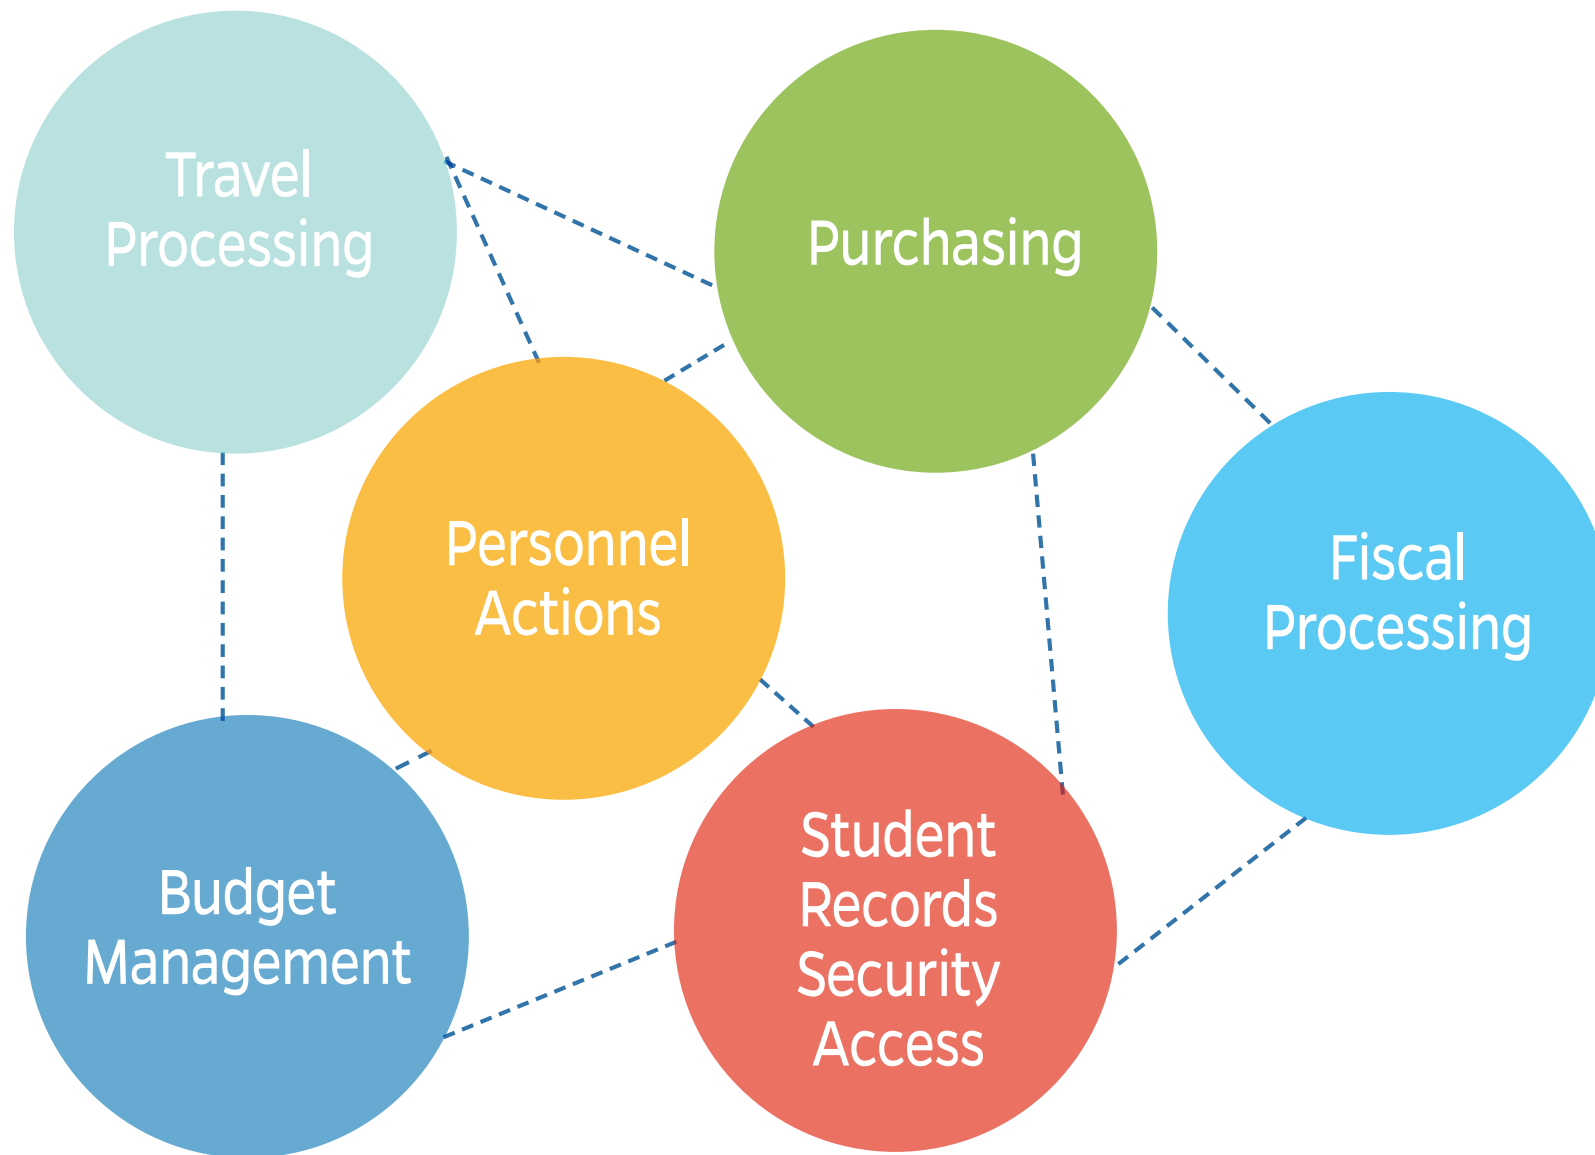 Travel
Processing
Purchasing
Personnel
Actions
Fiscal
Processing
Budget
Management
Student
Records
Security
Access